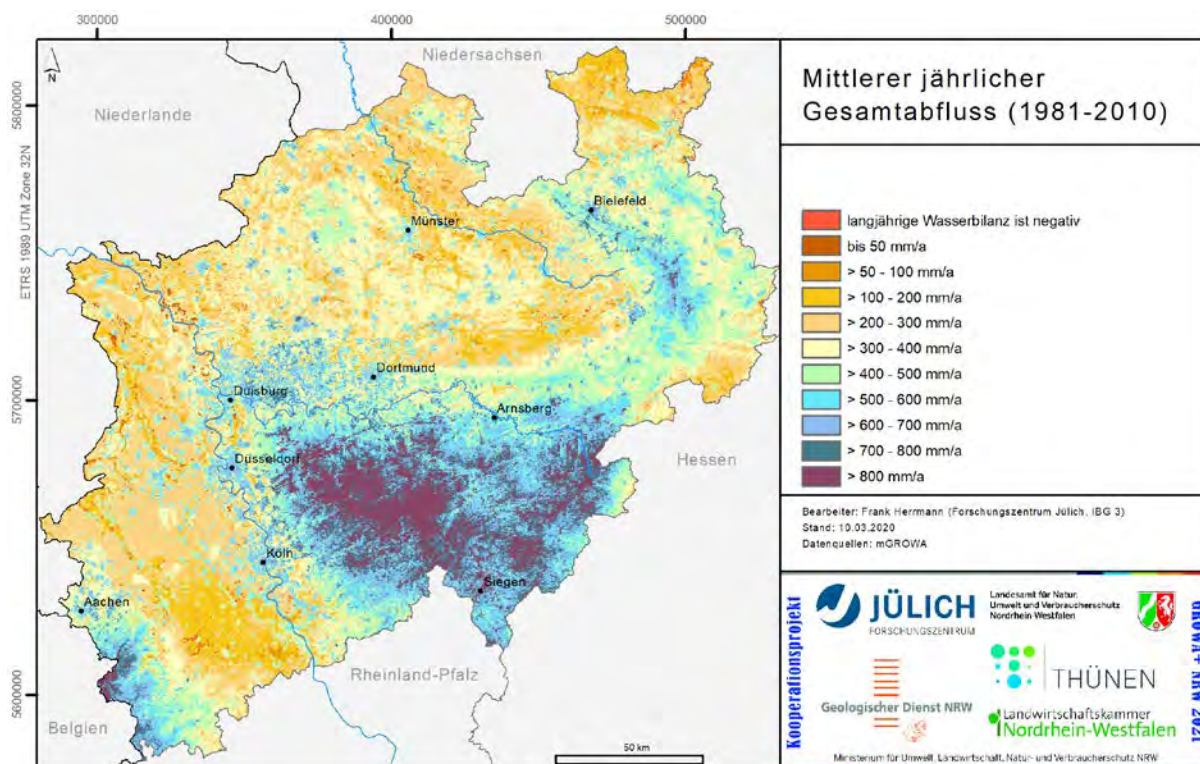 300000
400000
500000
ETRS 1989 UTM Zone 32N
5800000
5700000
5600000
N
Niedersachsen
Niederlande
Bielefeld
Münster
Dortmund
Duisburg
Arnsberg
Hessen
Düsseldorf
Köln
Siegen
Aachen
Rheinland-Pfalz
Belgien
50 km
Mittlerer jährlicher
Gesamtabfluss (1981-2010)
langjährige Wasserbilanz ist negativ
bis 50 mm/a
> 50 - 100 mm/a
> 100 - 200 mm/a
> 200 - 300 mm/a
> 300 - 400 mm/a
> 400 - 500 mm/a
> 500 - 600 mm/a
> 600 - 700 mm/a
> 700 - 800 mm/a
> 800 mm/a
Bearbeiter: Frank Herrmann (Forschungszentrum Jülich, IBG 3)
Stand: 10.03.2020
Datenquellen: mGROWA
Kooperationsprojekt
JÜLICH
FORSCHUNGSZENTRUM
Landesamt für Natur,
Umwelt und Verbraucherschutz
Nordrhein-Westfalen
GROWA+ NRW 2021
THÜNEN
Geologischer Dienst NRW
Landwirtschaftskammer
Nordrhein-Westfalen
Ministerium für Umwelt, Landwirtschaft, Natur- und Verbraucherschutz NRW